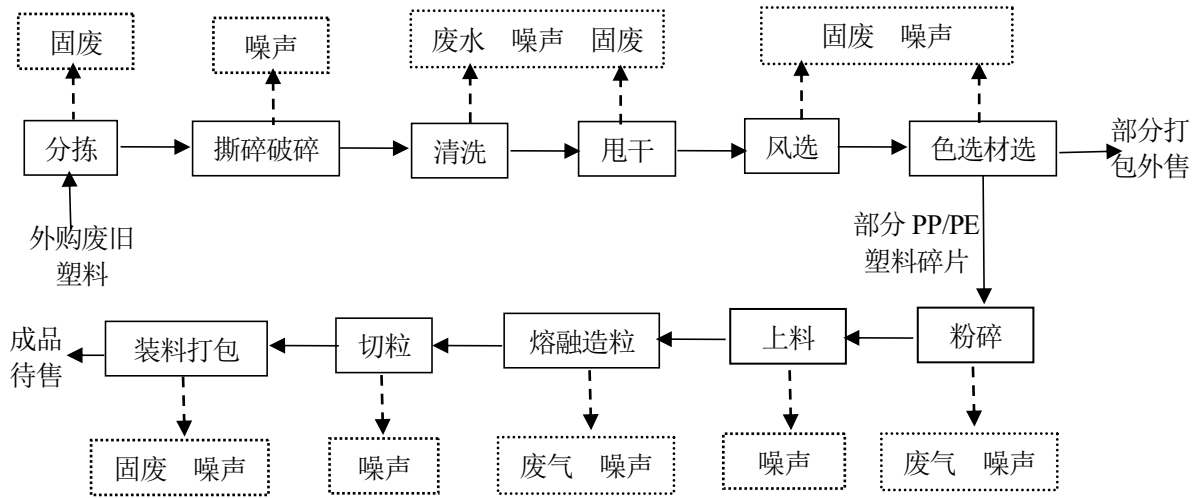 固废
噪声
废水 噪声 固废
固废 噪声
分拣
撕碎破碎
清洗
甩干
风选
色选材选
部分打
包外售
外购废旧
塑料
部分 PP/PE
塑料碎片
成品
待售
装料打包
切粒
熔融造粒
上料
粉碎
固废 噪声
噪声
废气 噪声
噪声
废气 噪声